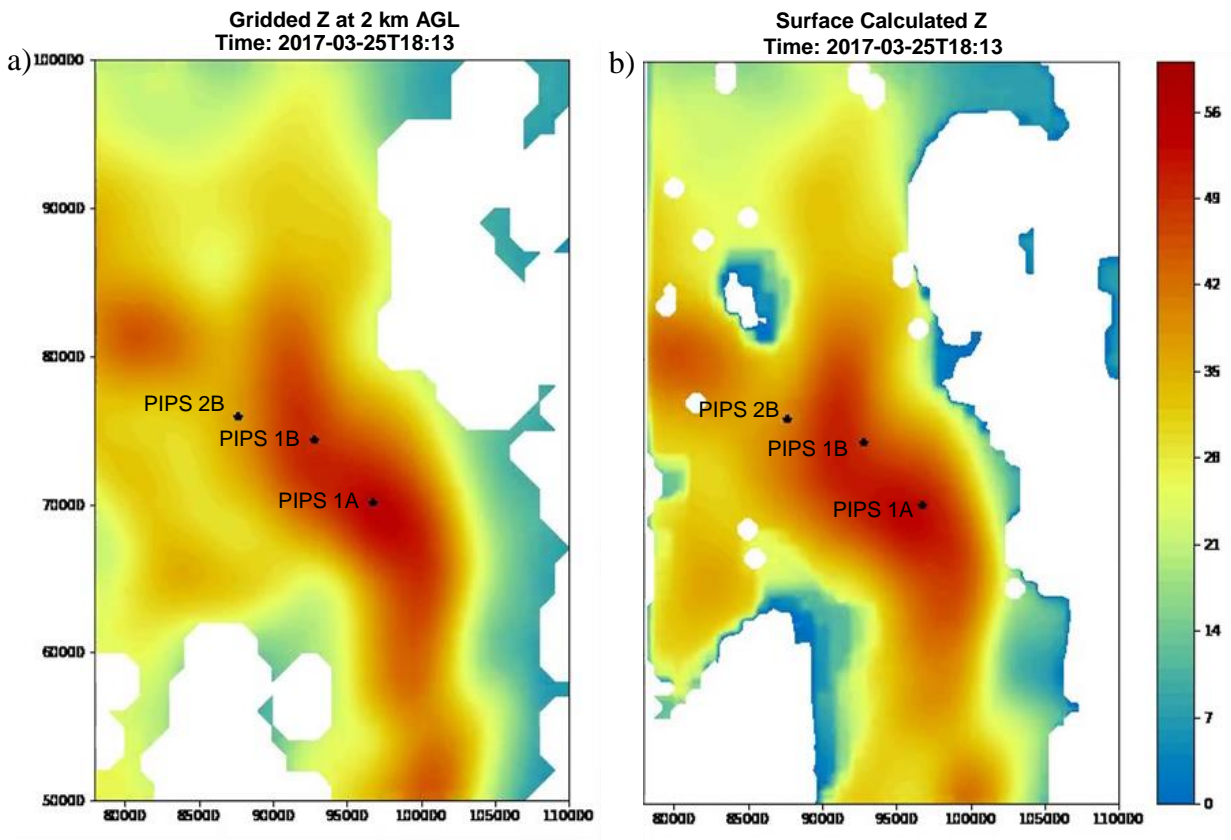 Gridded Z at 2 km AGL
Time: 2017-03-25T18:13
a)
100000
90000
80000
70000
60000
50000
80000 85000 90000 95000 100000 105000 110000
PIPS 2B
PIPS 1B
PIPS 1A
Surface Calculated Z
Time: 2017-03-25T18:13
b)
80000 85000 90000 95000 100000 105000 110000
PIPS 2B
PIPS 1B
PIPS 1A
56
49
42
35
28
21
14
7
0